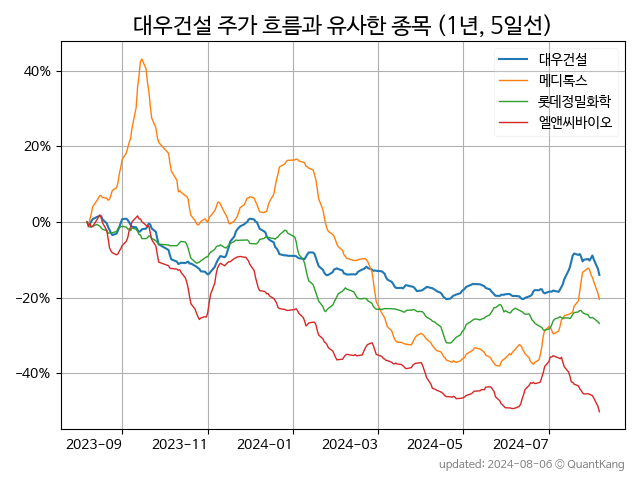 대우건설 주가 흐름과 유사한 종목 (1년, 5일선)
대우건설
메디톡스
롯데정밀화학
엘앤씨바이오
40%
20%
0%
−20%
−40%
2023-09 2023-11 2024-01 2024-03 2024-05 2024-07
updated: 2024-08-06 © QuantKang